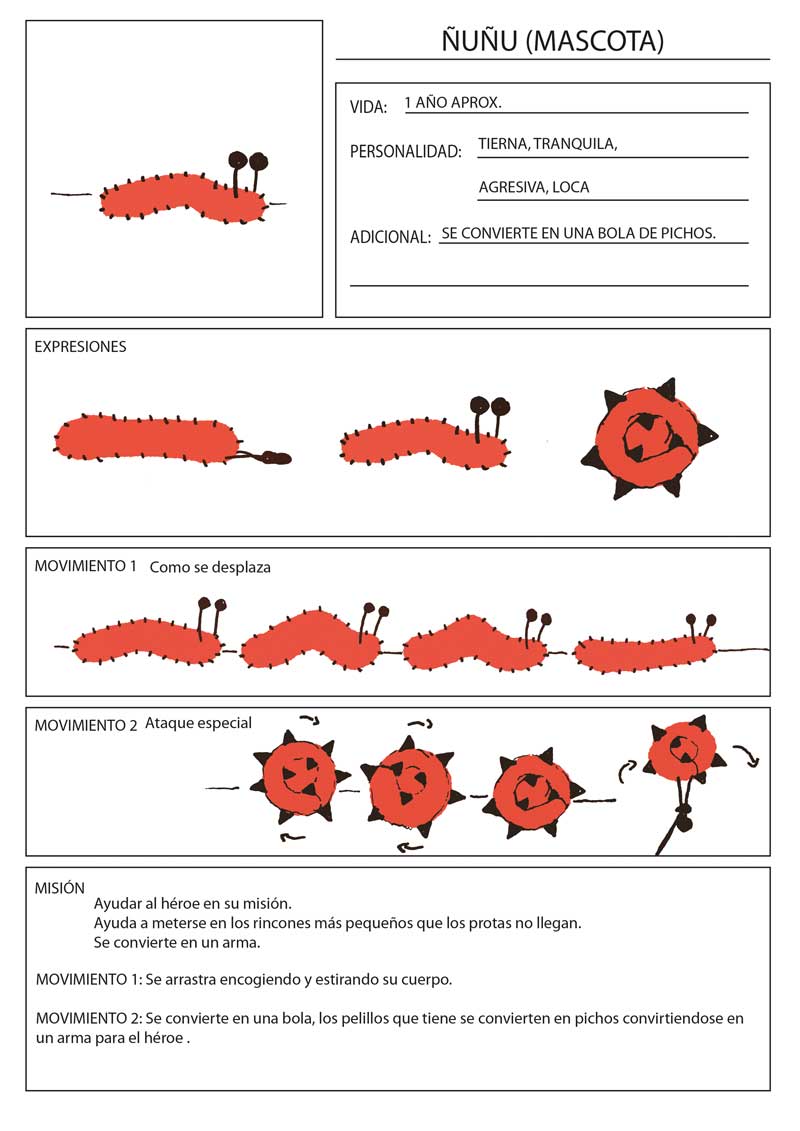 ÑUÑU (MASCOTA)
VIDA: 1 AÑO APROX.
PERSONALIDAD: TIERNA, TRANQUILA,
AGRESIVA, LOCA
ADICIONAL: SE CONVIERTE EN UNA BOLA DE PICHOS.
EXPRESIONES
MOVIMIENTO 1 Como se desplaza
MOVIMIENTO 2 Ataque especial
MISIÓN
Ayudar al héroe en su misión.
Ayuda a meterse en los rincones más pequeños que los protas no llegan.
Se convierte en un arma.
MOVIMIENTO 1: Se arrastra encogiendo y estirando su cuerpo.
MOVIMIENTO 2: Se convierte en una bola, los pelillos que tiene se convierten en pichos convirtiendose en
un arma para el héroe .